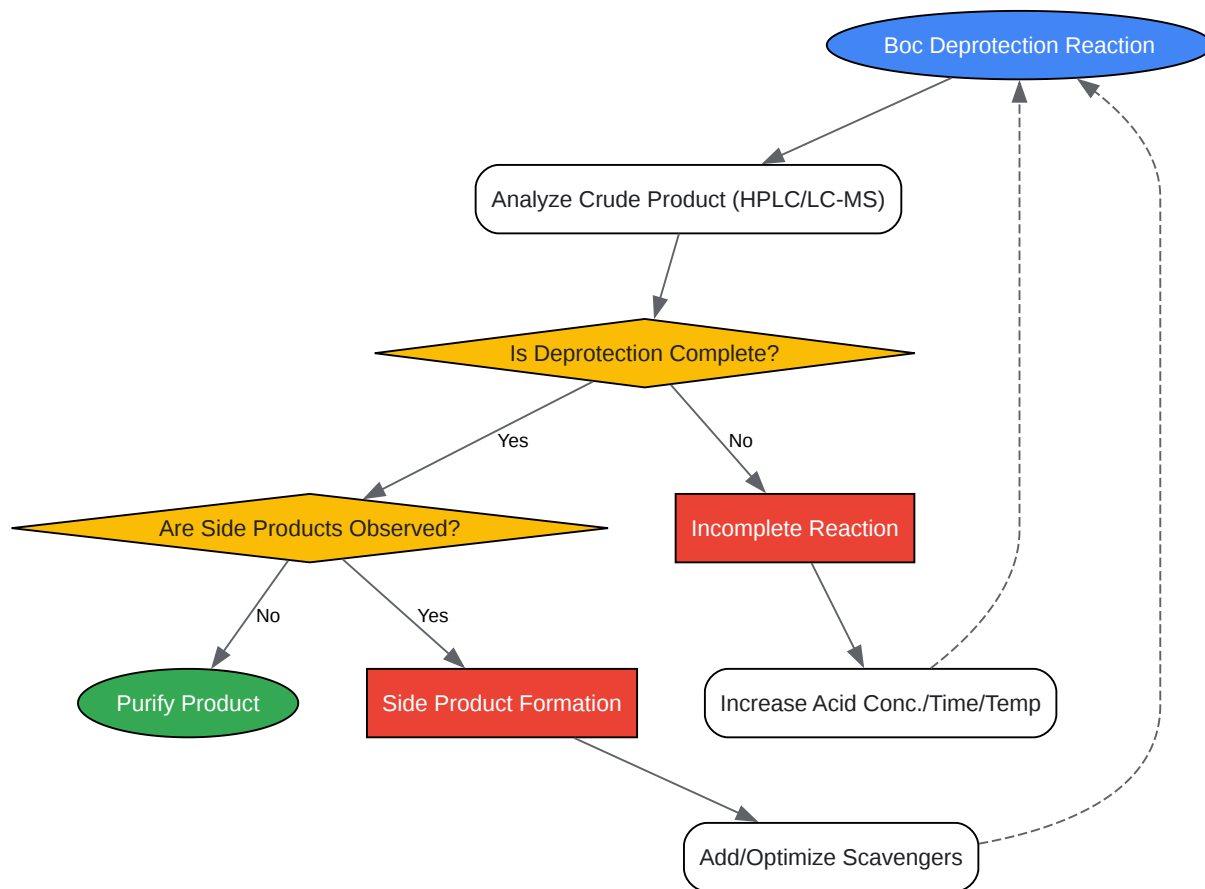 Boc Deprotection Reaction
Analyze Crude Product (HPLC/LC-MS)
Is Deprotection Complete?
Yes
No
Are Side Products Observed?
Incomplete Reaction
No
Yes
Purify Product
Side Product Formation
Increase Acid Conc./Time/Temp
Add/Optimize Scavengers